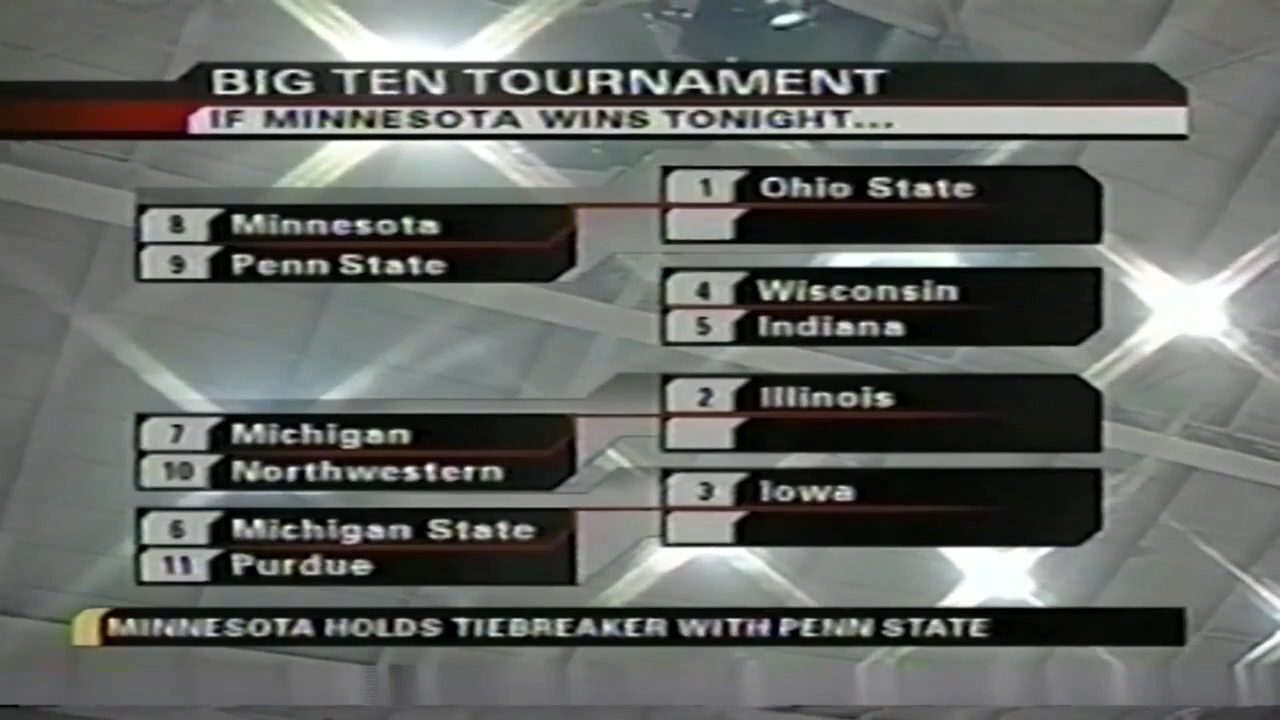 BIG TEN TOURNAMENT
IF MINNESOTA WINS TONIGHT...
1 Ohio State
8 Minnesota
9 Penn State
4 Wisconsin
5 Indiana
2 Illinois
7 Michigan
10 Northwestern
3 Iowa
6 Michigan State
11 Purdue
MINNESOTA HOLDS TIEBREAKER WITH PENN STATE